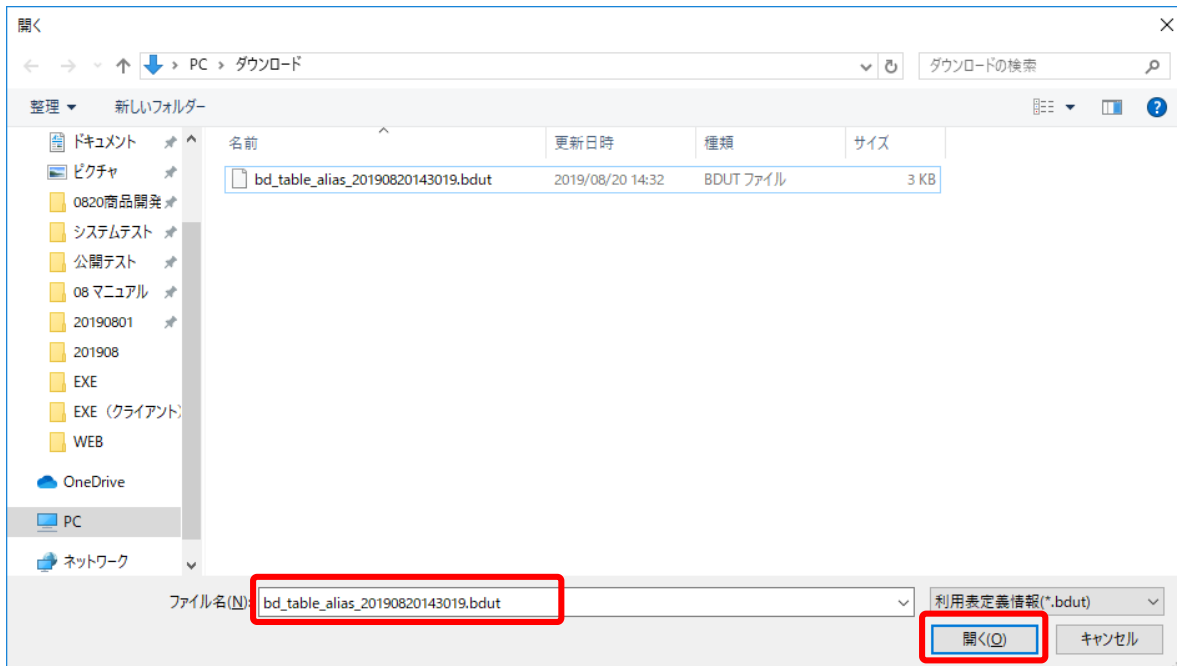 開く
PC › ダウンロード
ダウンロードの検索
整理
新しいフォルダー
名前 更新日時 種類 サイズ
bd_table_alias_20190820143019.bdut 2019/08/20 14:32 BDUT ファイル 3 KB
ドキュメント
ピクチャ
0820商品開発
システムテスト
公開テスト
08 マニュアル
20190801
201908
EXE
EXE（クライアント）
WEB
OneDrive
PC
ネットワーク
ファイル名(N): bd_table_alias_20190820143019.bdut
利用表定義情報(*.bdut)
開く(O) キャンセル